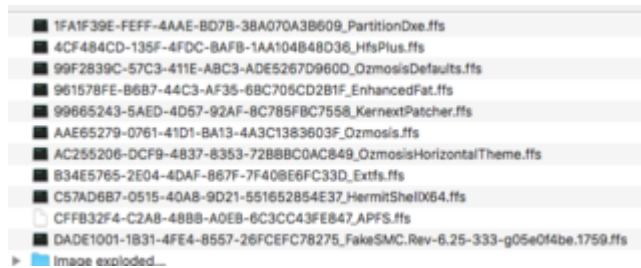 1FA1F39E-FEFF-4AAE-BD7B-38A070A3B609_PartitionDxe.ffs
4CF484CD-135F-4FDC-BAFB-1AA104B48D36_HfsPlus.ffs
99F2839C-57C3-411E-ABC3-ADE5267D960D_OzmosisDefaults.ffs
961578FE-B6B7-44C3-AF35-6BC705CD2B1F_EnhancedFat.ffs
99665243-5AED-4D57-92AF-8C785FBC7558_KernextPatcher.ffs
AAE65279-0761-41D1-BA13-4A3C1383603F_Ozmosis.ffs
AC255206-DCF9-4837-8353-72BBBC0AC849_OzmosisHorizontalTheme.ffs
B34E5765-2E04-4DAF-867F-7F40BE6FC33D_Extfs.ffs
C57AD6B7-0515-40A8-9D21-551652854E37_HermitShellX64.ffs
CFFB32F4-C2A8-48BB-A0EB-6C3CC43FE847_APFS.ffs
DADE1001-1B31-4FE4-8557-26FCEFC78275_FakeSMC.Rev-6.25-333-g05e0f4be.1759.ffs
Image exploded...